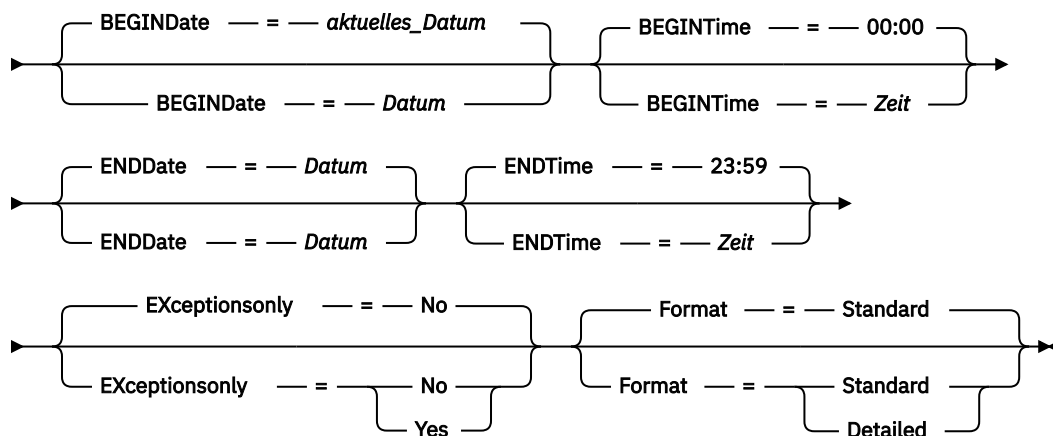 BEGINDate = aktuelles_Datum BEGINTime = 00:00
BEGINDate = Datum BEGINTime = Zeit
ENDDate = Datum ENDTime = 23:59
ENDDate = Datum ENDTime = Zeit
EXceptionsonly = No Format = Standard
EXceptionsonly = No Format = Standard
Yes Detailed